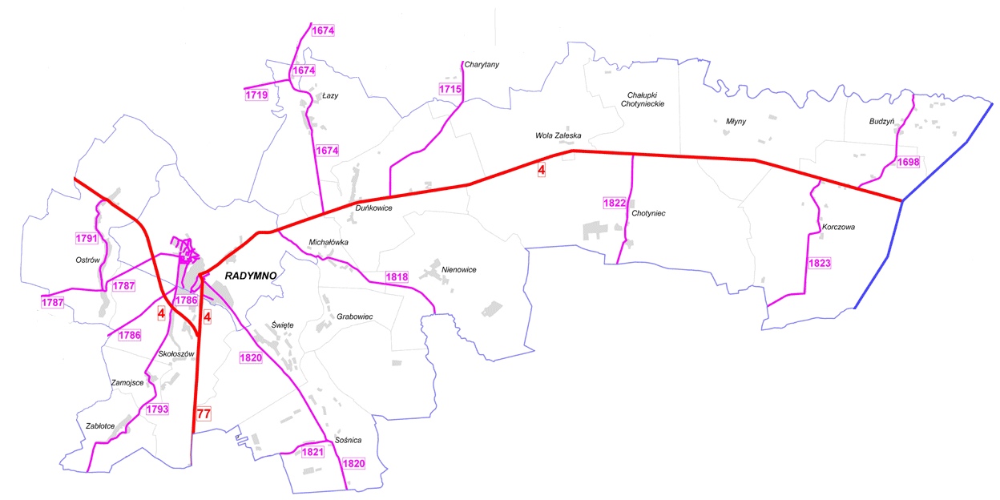 1674
Charytany
1674
1715
1719
Łazy
Chałupki
Chotynieckie
Młyny
Budzyń
Wola Zaleska
1674
1698
4
1822
Duńkowice
Chotyniec
Korczowa
1791
Michałówka
Ostrów
1823
Nienowice
RADYMNO
1818
1787
1787
1786
4
4
Grabowiec
Święte
1786
Skołoszów
1820
Zamojsce
1793
77
Zabłotce
Sośnica
1821
1820